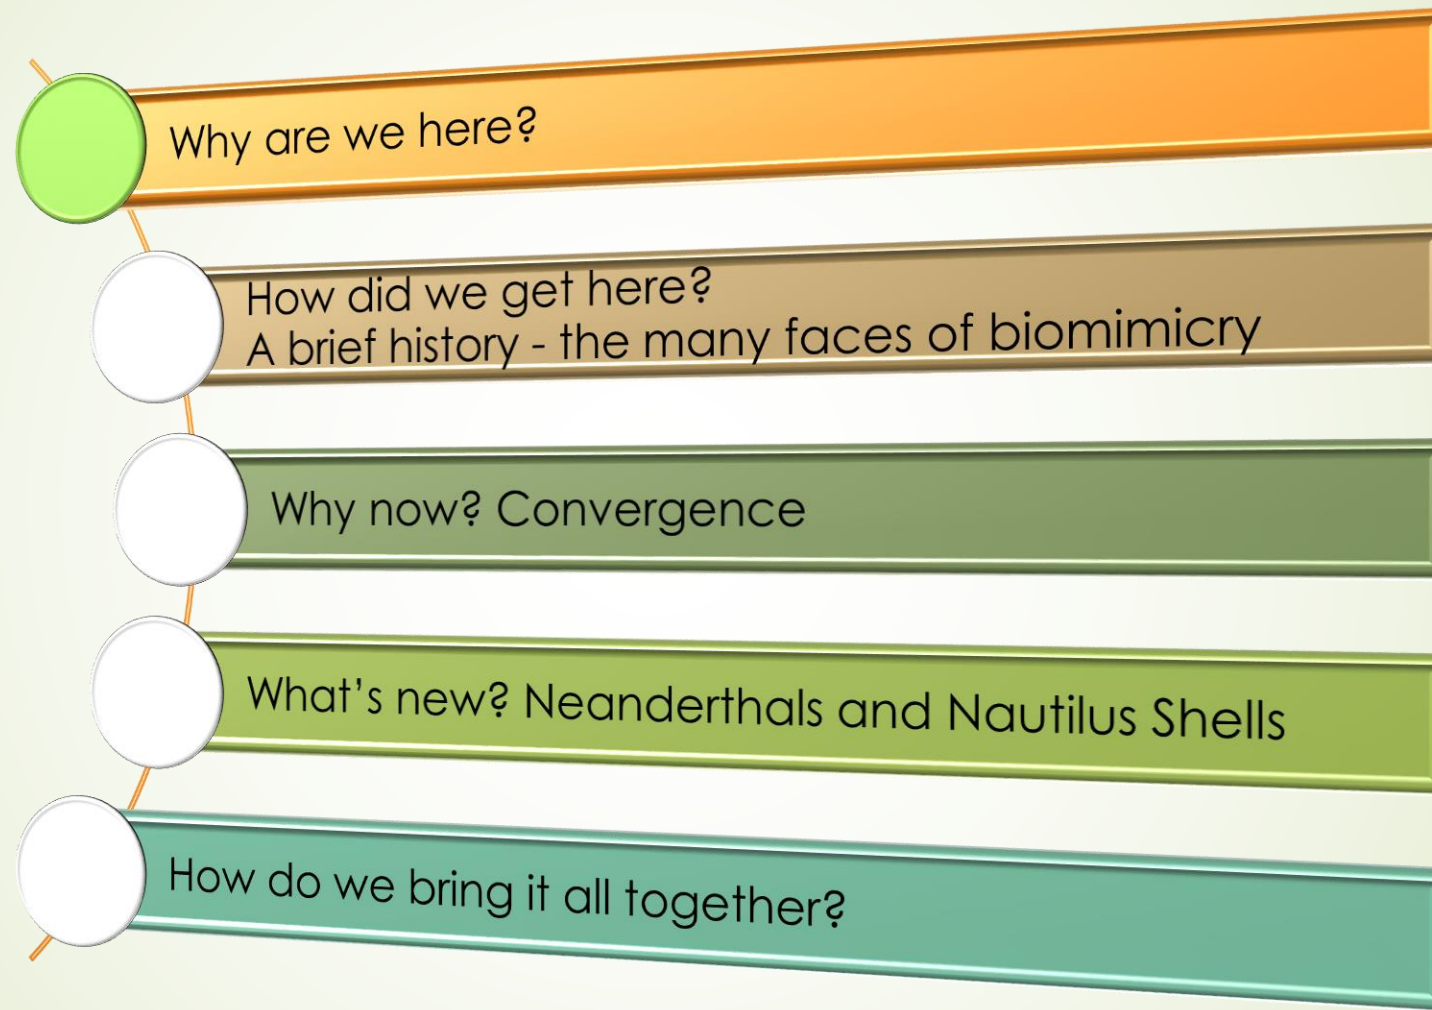 Why are we here?
How did we get here?
A brief history - the many faces of biomimicry
Why now? Convergence
What’s new? Neanderthals and Nautilus Shells
How do we bring it all together?